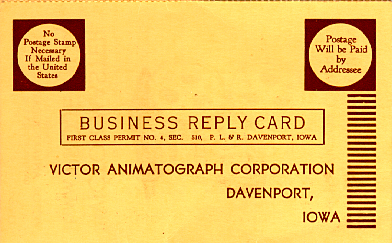 No
Postage Stamp
Necessary
If Mailed in
the United
States
Postage
Will be Paid
by
Addressee
BUSINESS REPLY CARD
FIRST CLASS PERMIT NO. 4, SEC. 510, P. L. & R. DAVENPORT, IOWA
VICTOR ANIMATOGRAPH CORPORATION
DAVENPORT,
IOWA